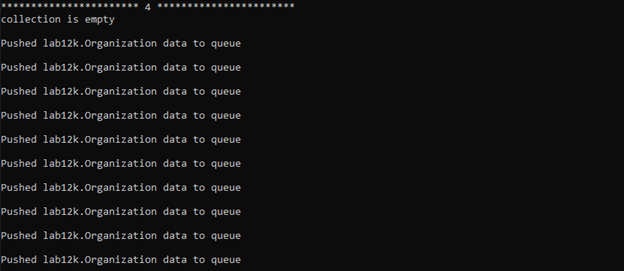 *********************** 4 ***********************
collection is empty
Pushed lab12k.Organization data to queue
Pushed lab12k.Organization data to queue
Pushed lab12k.Organization data to queue
Pushed lab12k.Organization data to queue
Pushed lab12k.Organization data to queue
Pushed lab12k.Organization data to queue
Pushed lab12k.Organization data to queue
Pushed lab12k.Organization data to queue
Pushed lab12k.Organization data to queue
Pushed lab12k.Organization data to queue